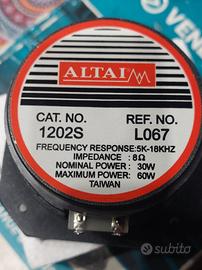 ALTAI
CAT. NO. REF. NO.
1202S L067
FREQUENCY RESPONSE:5K-18KHZ
IMPEDANCE : 8Ω
NOMINAL POWER : 30W
MAXIMUM POWER : 60W
TAIWAN
subito